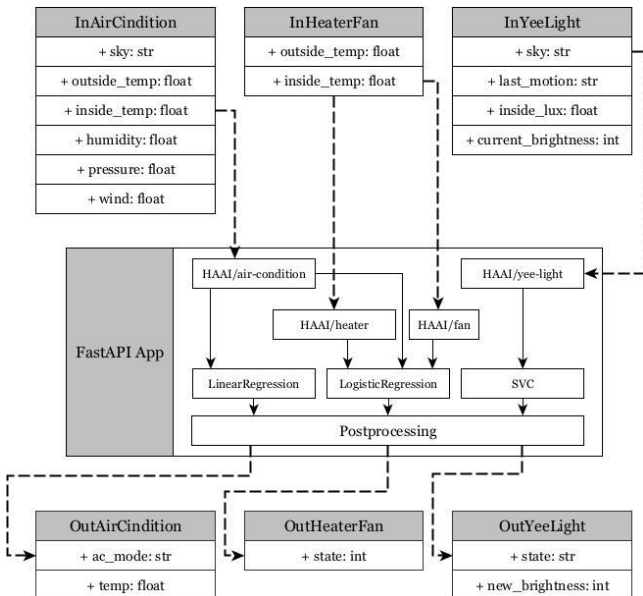 InAirCindition
+ sky: str
+ outside_temp: float
+ inside_temp: float
+ humidity: float
+ pressure: float
+ wind: float
InHeaterFan
+ outside_temp: float
+ inside_temp: float
InYeeLight
+ sky: str
+ last_motion: str
+ inside_lux: float
+ current_brightness: int
FastAPI App
HAAI/air-condition
HAAI/yee-light
HAAI/heater
HAAI/fan
LinearRegression
LogisticRegression
SVC
Postprocessing
OutAirCindition
+ ac_mode: str
+ temp: float
OutHeaterFan
+ state: int
OutYeeLight
+ state: str
+ new_brightness: int